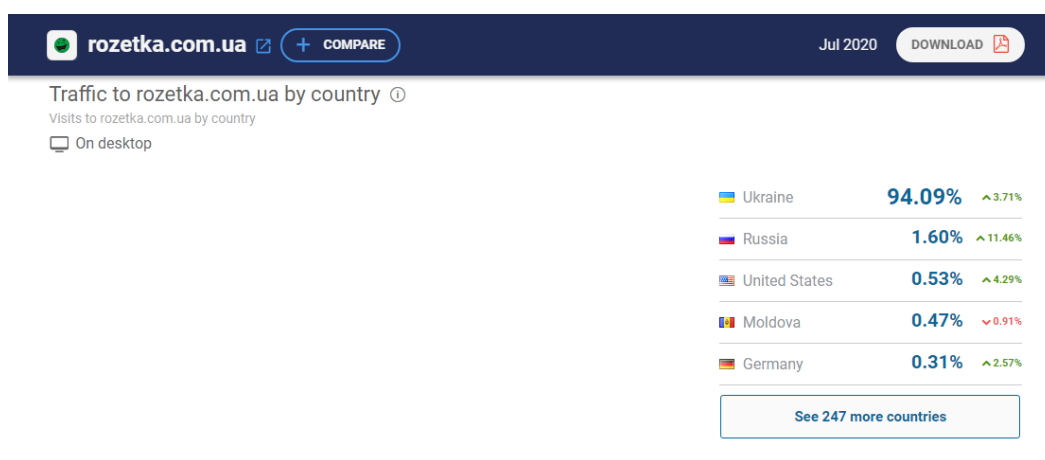 rozetka.com.ua + COMPARE Jul 2020 DOWNLOAD
Traffic to rozetka.com.ua by country
Visits to rozetka.com.ua by country
On desktop
Ukraine 94.09% 3.71%
Russia 1.60% 11.46%
United States 0.53% 4.29%
Moldova 0.47% 0.91%
Germany 0.31% 2.57%
See 247 more countries